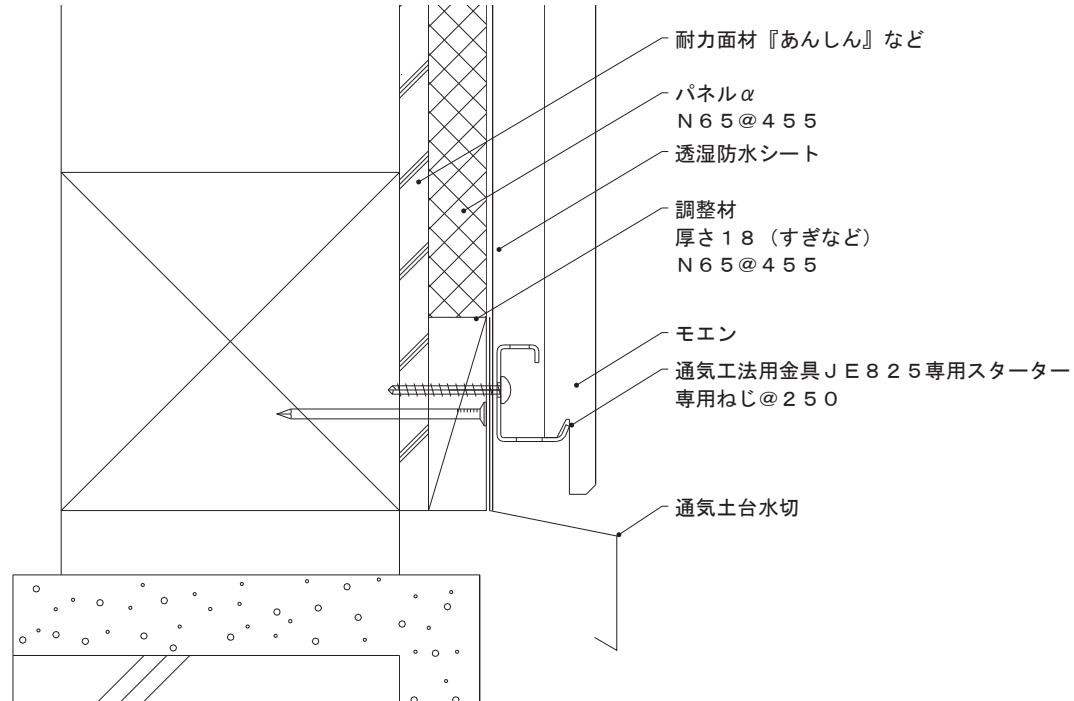 耐力面材『あんしん』など
パネルα
Ｎ６５＠４５５
透湿防水シート
調整材
厚さ１８（すぎなど）
Ｎ６５＠４５５
モエン
通気工法用金具ＪＥ８２５専用スターター
専用ねじ＠２５０
通気土台水切